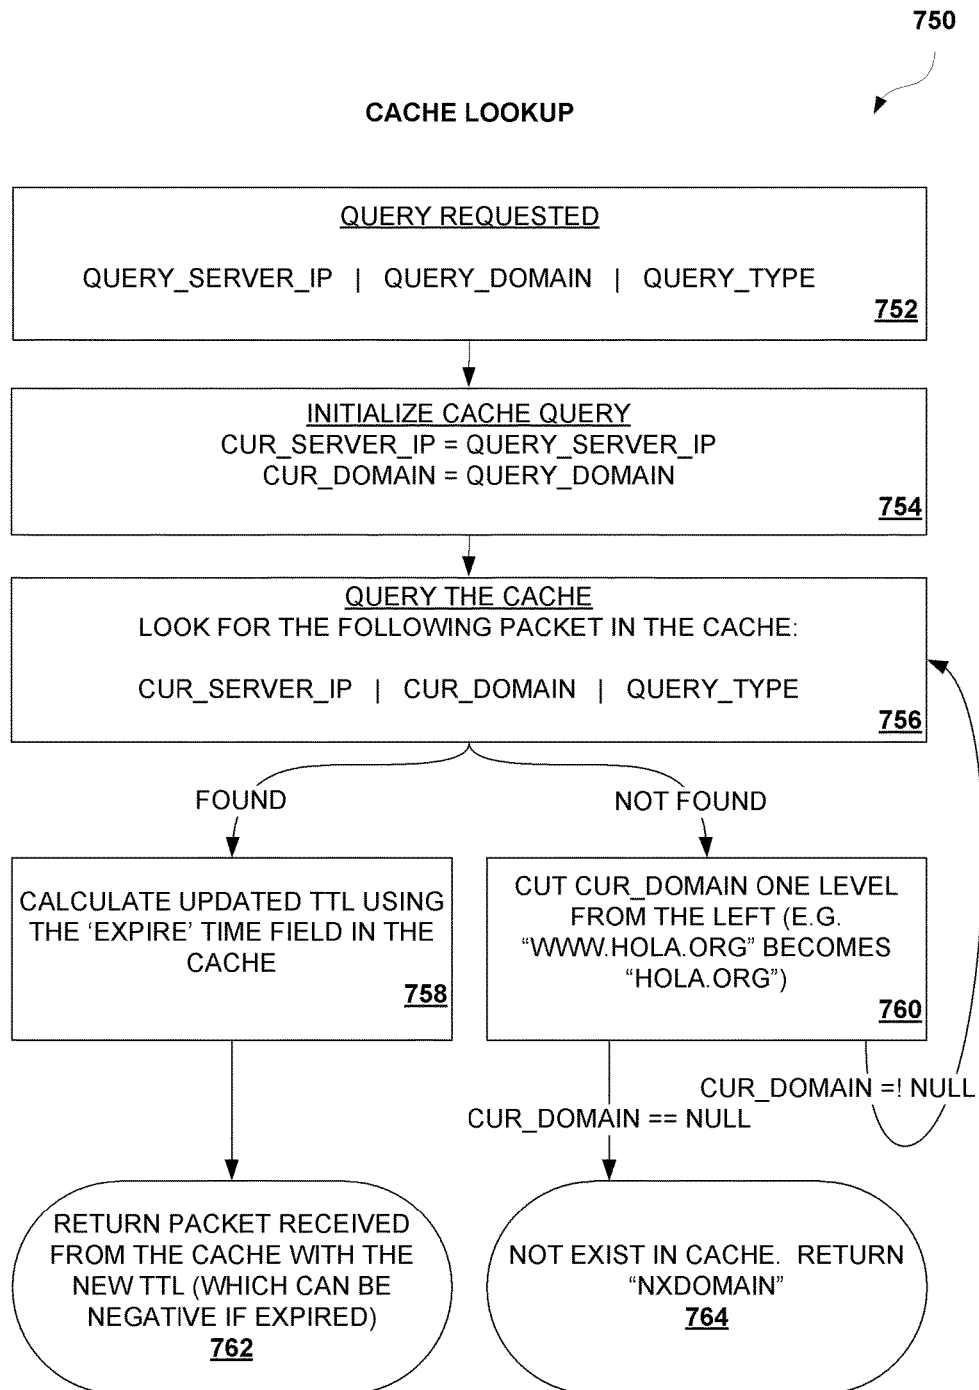 750
CACHE LOOKUP
QUERY REQUESTED
QUERY_SERVER_IP | QUERY_DOMAIN | QUERY_TYPE
752
INITIALIZE CACHE QUERY
CUR_SERVER_IP = QUERY_SERVER_IP
CUR_DOMAIN = QUERY_DOMAIN
754
QUERY THE CACHE
LOOK FOR THE FOLLOWING PACKET IN THE CACHE:
CUR_SERVER_IP | CUR_DOMAIN | QUERY_TYPE
756
FOUND
NOT FOUND
CALCULATE UPDATED TTL USING
THE ‘EXPIRE’ TIME FIELD IN THE
CACHE
758
CUT CUR_DOMAIN ONE LEVEL
FROM THE LEFT (E.G.
“WWW.HOLA.ORG” BECOMES
“HOLA.ORG”)
760
CUR_DOMAIN =! NULL
CUR_DOMAIN == NULL
RETURN PACKET RECEIVED
FROM THE CACHE WITH THE
NEW TTL (WHICH CAN BE
NEGATIVE IF EXPIRED)
762
NOT EXIST IN CACHE. RETURN
“NXDOMAIN”
764